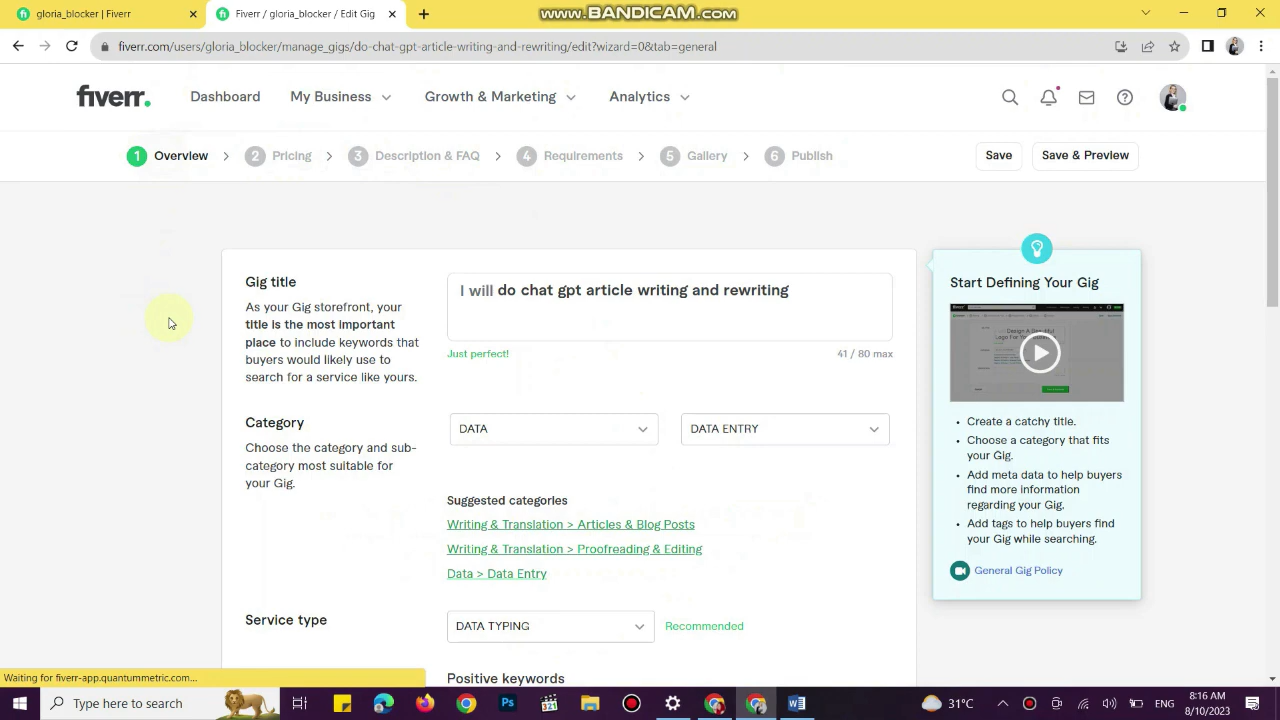 gloria_blocker | Fiverr
Fiverr / gloria_blocker / Edit Gig
www.BANDICAM.com
fiverr.com/users/gloria_blocker/manage_gigs/do-chat-gpt-article-writing-and-rewriting/edit?wizard=0&tab=general
fiverr.
Dashboard
My Business
Growth & Marketing
Analytics
1 Overview
2 Pricing
3 Description & FAQ
4 Requirements
5 Gallery
6 Publish
Save
Save & Preview
Gig title
As your Gig storefront, your
title is the most important
place to include keywords that
buyers would likely use to
search for a service like yours.
I will do chat gpt article writing and rewriting
Just perfect!
41 / 80 max
Category
Choose the category and sub-
category most suitable for
your Gig.
DATA
DATA ENTRY
Suggested categories
Writing & Translation > Articles & Blog Posts
Writing & Translation > Proofreading & Editing
Data > Data Entry
Service type
DATA TYPING
Recommended
Positive keywords
Start Defining Your Gig
Create a catchy title.
Choose a category that fits
your Gig.
Add meta data to help buyers
find more information
regarding your Gig.
Add tags to help buyers find
your Gig while searching.
General Gig Policy
Waiting for fiverr-app.quantummetric.com...
Type here to search
31°C
ENG
8:16 AM
8/10/2023